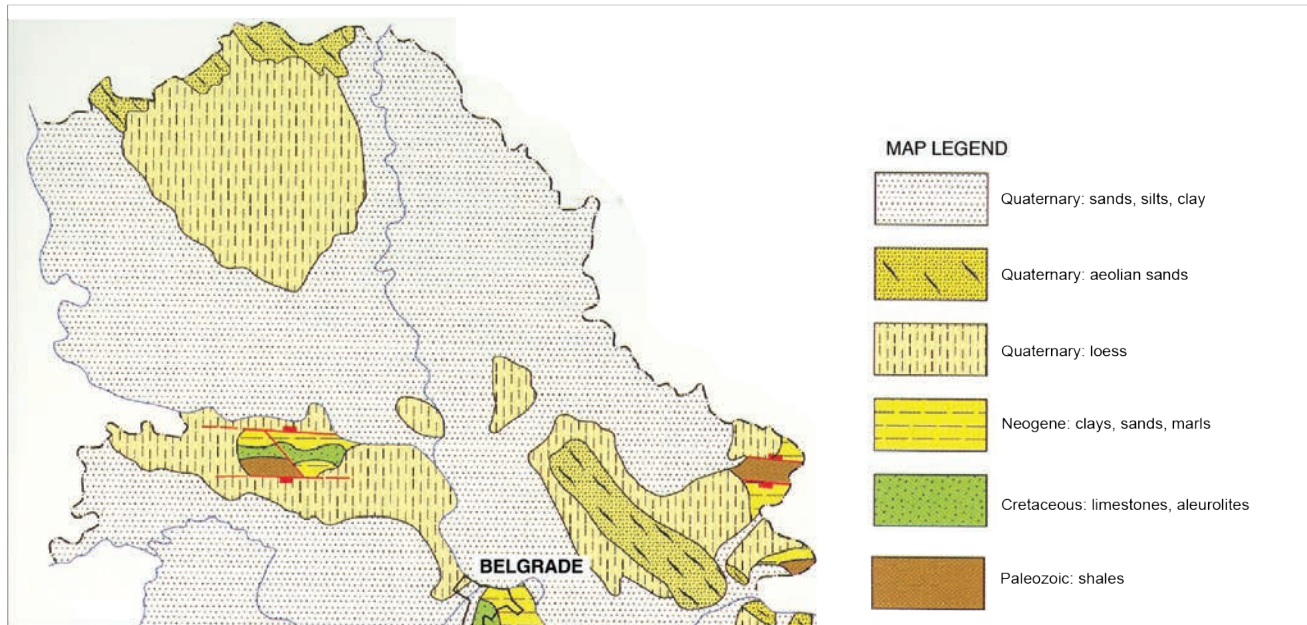 MAP LEGEND
Quaternary: sands, silts, clay
Quaternary: aeolian sands
Quaternary: loess
Neogene: clays, sands, marls
Cretaceous: limestones, aleurolites
Paleozoic: shales
BELGRADE